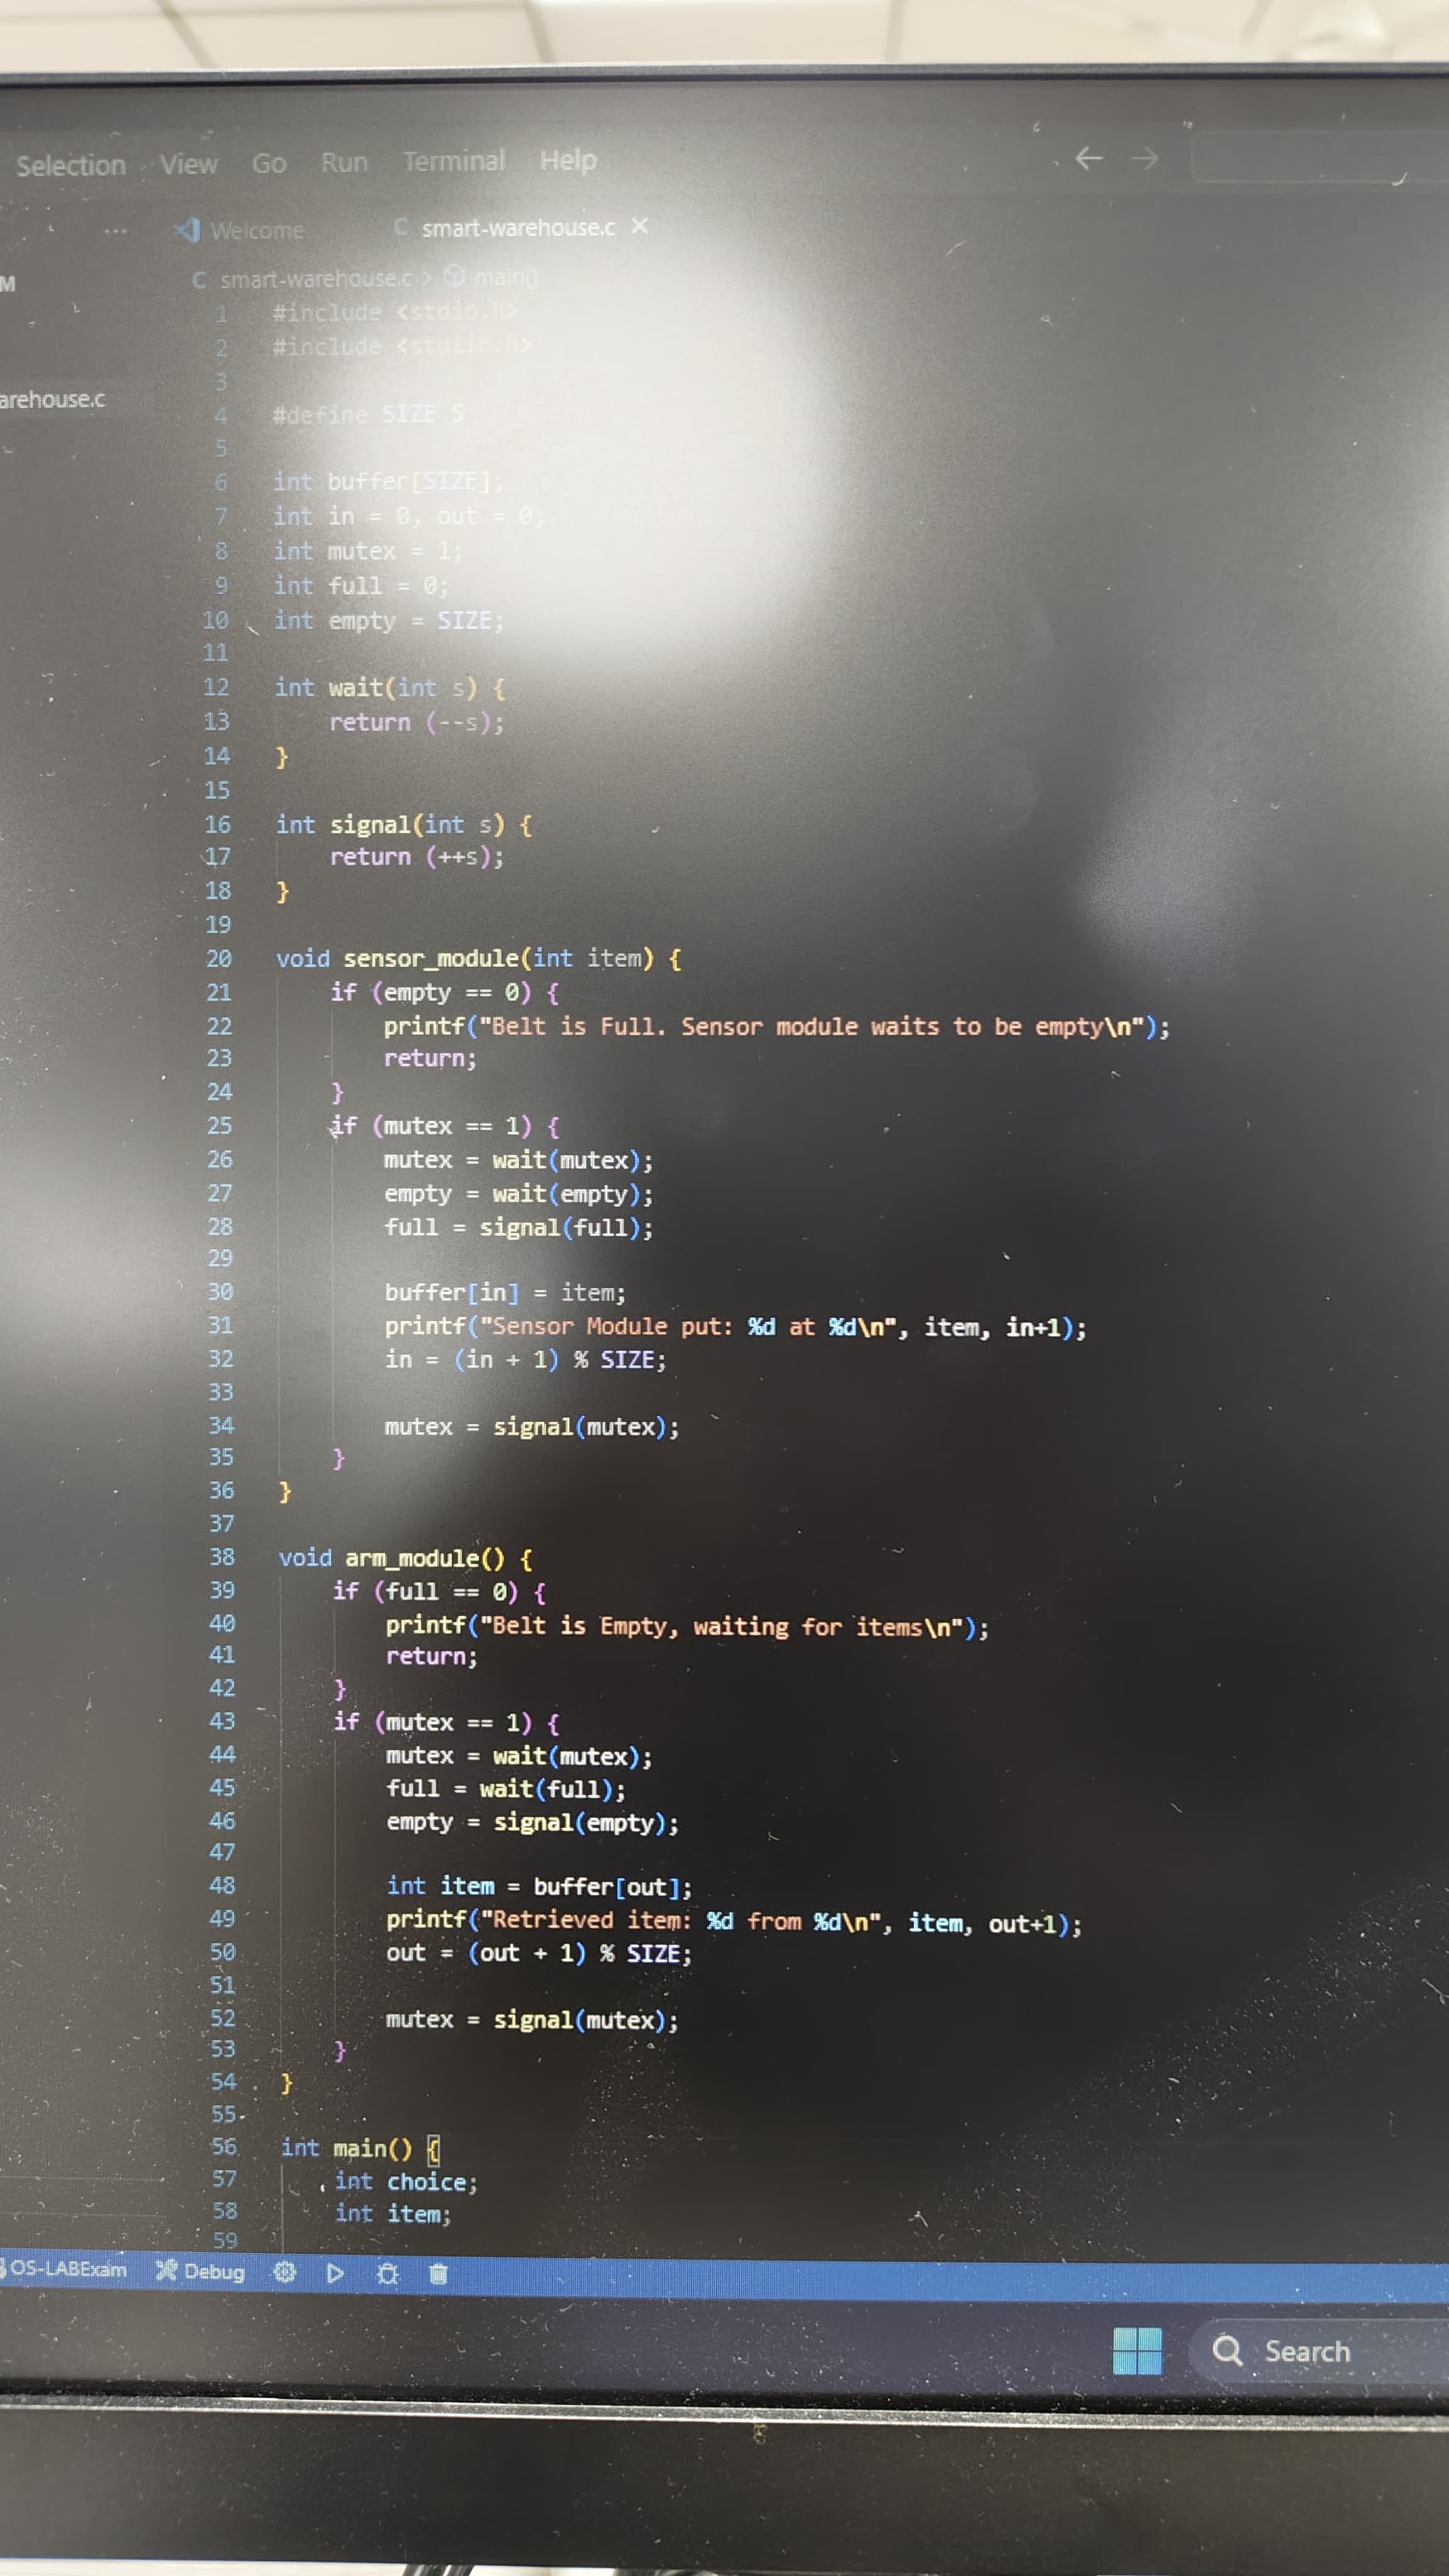 Selection View Go Run Terminal Help
... Welcome C smart-warehouse.c ×
M
C smart-warehouse.c > main()
arehouse.c
1 #include <stdio.h>
2 #include <stdlib.h>
3
4 #define SIZE 5
5
6 int buffer[SIZE];
7 int in = 0, out = 0;
8 int mutex = 1;
9 int full = 0;
10 int empty = SIZE;
11
12 int wait(int s) {
13     return (--s);
14 }
15
16 int signal(int s) {
17     return (++s);
18 }
19
20 void sensor_module(int item) {
21     if (empty == 0) {
22         printf("Belt is Full. Sensor module waits to be empty\n");
23         return;
24     }
25     if (mutex == 1) {
26         mutex = wait(mutex);
27         empty = wait(empty);
28         full = signal(full);
29
30         buffer[in] = item;
31         printf("Sensor Module put: %d at %d\n", item, in+1);
32         in = (in + 1) % SIZE;
33
34         mutex = signal(mutex);
35     }
36 }
37
38 void arm_module() {
39     if (full == 0) {
40         printf("Belt is Empty, waiting for items\n");
41         return;
42     }
43     if (mutex == 1) {
44         mutex = wait(mutex);
45         full = wait(full);
46         empty = signal(empty);
47
48         int item = buffer[out];
49         printf("Retrieved item: %d from %d\n", item, out+1);
50         out = (out + 1) % SIZE;
51
52         mutex = signal(mutex);
53     }
54 }
55
56 int main() {
57     int choice;
58     int item;
59
OS-LABExam Debug
Search